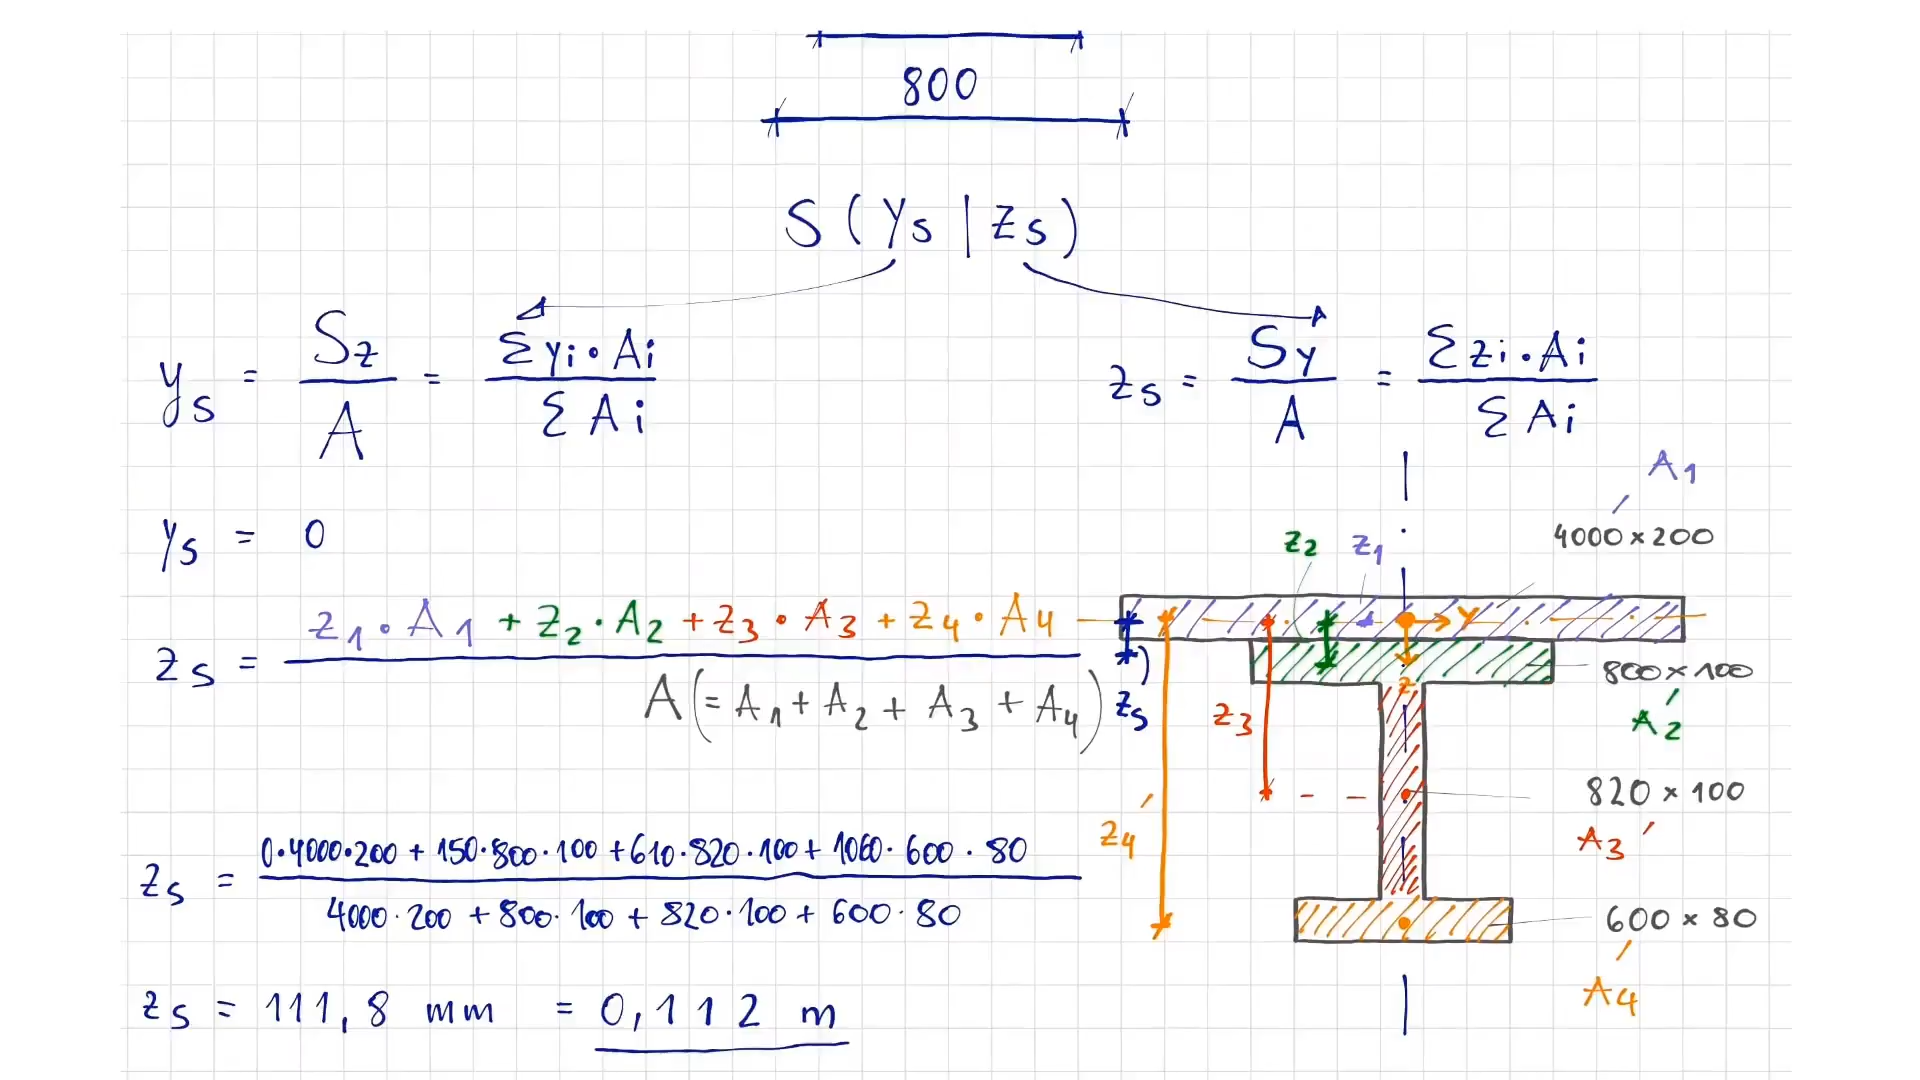 800
S ( ys | zs )
ys = Sz / A = Σ yi · Ai / Σ Ai
zs = Sy / A = Σ zi · Ai / Σ Ai
A1
4000 x 200
ys = 0
z2 z1
zs = z1 · A1 + z2 · A2 + z3 · A3 + z4 · A4 / A (= A1 + A2 + A3 + A4)
y
z
800 x 100
A2
zs
z3
820 x 100
A3
z4
zs = 0·4000·200 + 150·800·100 + 610·820·100 + 1060·600·80 / 4000·200 + 800·100 + 820·100 + 600·80
600 x 80
A4
zs = 111,8 mm = 0,112 m